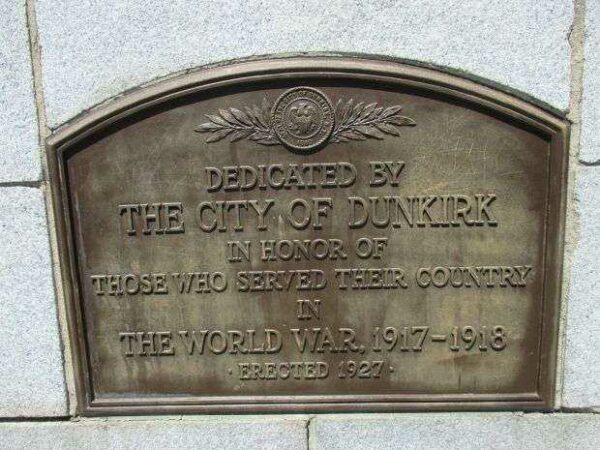 DEDICATED BY
THE CITY OF DUNKIRK
IN HONOR OF
THOSE WHO SERVED THEIR COUNTRY
IN
THE WORLD WAR, 1917-1918
· ERECTED 1927 ·